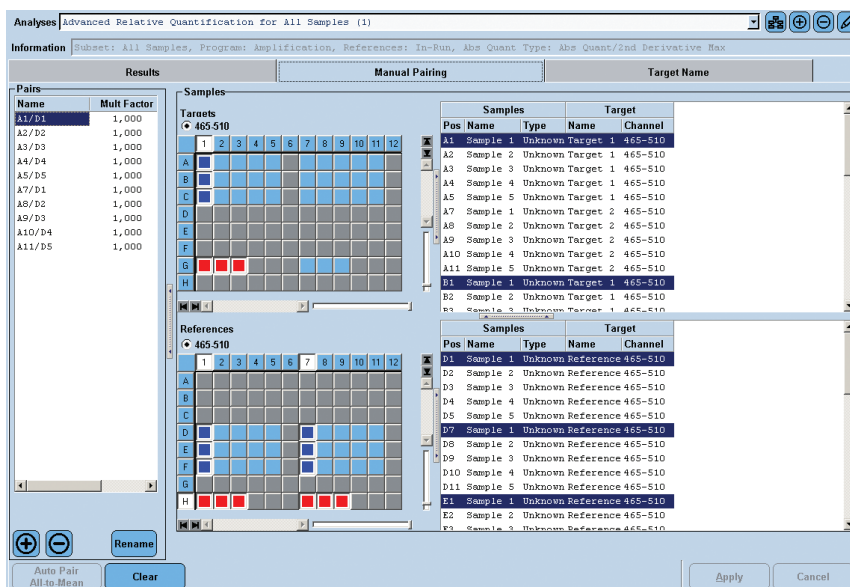 Analyses Advanced Relative Quantification for All Samples (1)
Information Subset: All Samples, Program: Amplification, References: In-Run, Abs Quant Type: Abs Quant/2nd Derivative Max
Results Manual Pairing Target Name
Pairs
Name Mult Factor
A1/D1 1,000
A2/D2 1,000
A3/D3 1,000
A4/D4 1,000
A5/D5 1,000
A7/D1 1,000
A8/D2 1,000
A9/D3 1,000
A10/D4 1,000
A11/D5 1,000
Rename
Samples
Targets
465-510
1 2 3 4 5 6 7 8 9 10 11 12
A
B
C
D
E
F
G
H
Samples Target
Pos Name Type Name Channel
A1 Sample 1 Unknown Target 1 465-510
A2 Sample 2 Unknown Target 1 465-510
A3 Sample 3 Unknown Target 1 465-510
A4 Sample 4 Unknown Target 1 465-510
A5 Sample 5 Unknown Target 1 465-510
A7 Sample 1 Unknown Target 2 465-510
A8 Sample 2 Unknown Target 2 465-510
A9 Sample 3 Unknown Target 2 465-510
A10 Sample 4 Unknown Target 2 465-510
A11 Sample 5 Unknown Target 2 465-510
B1 Sample 1 Unknown Target 1 465-510
B2 Sample 2 Unknown Target 1 465-510
B3 Sample 3 Unknown Target 1 465-510
References
465-510
1 2 3 4 5 6 7 8 9 10 11 12
A
B
C
D
E
F
G
H
Samples Target
Pos Name Type Name Channel
D1 Sample 1 Unknown Reference 465-510
D2 Sample 2 Unknown Reference 465-510
D3 Sample 3 Unknown Reference 465-510
D4 Sample 4 Unknown Reference 465-510
D5 Sample 5 Unknown Reference 465-510
D7 Sample 1 Unknown Reference 465-510
D8 Sample 2 Unknown Reference 465-510
D9 Sample 3 Unknown Reference 465-510
D10 Sample 4 Unknown Reference 465-510
D11 Sample 5 Unknown Reference 465-510
E1 Sample 1 Unknown Reference 465-510
E2 Sample 2 Unknown Reference 465-510
E3 Sample 3 Unknown Reference 465-510
Auto Pair
All-to-Mean
Clear
Apply
Cancel